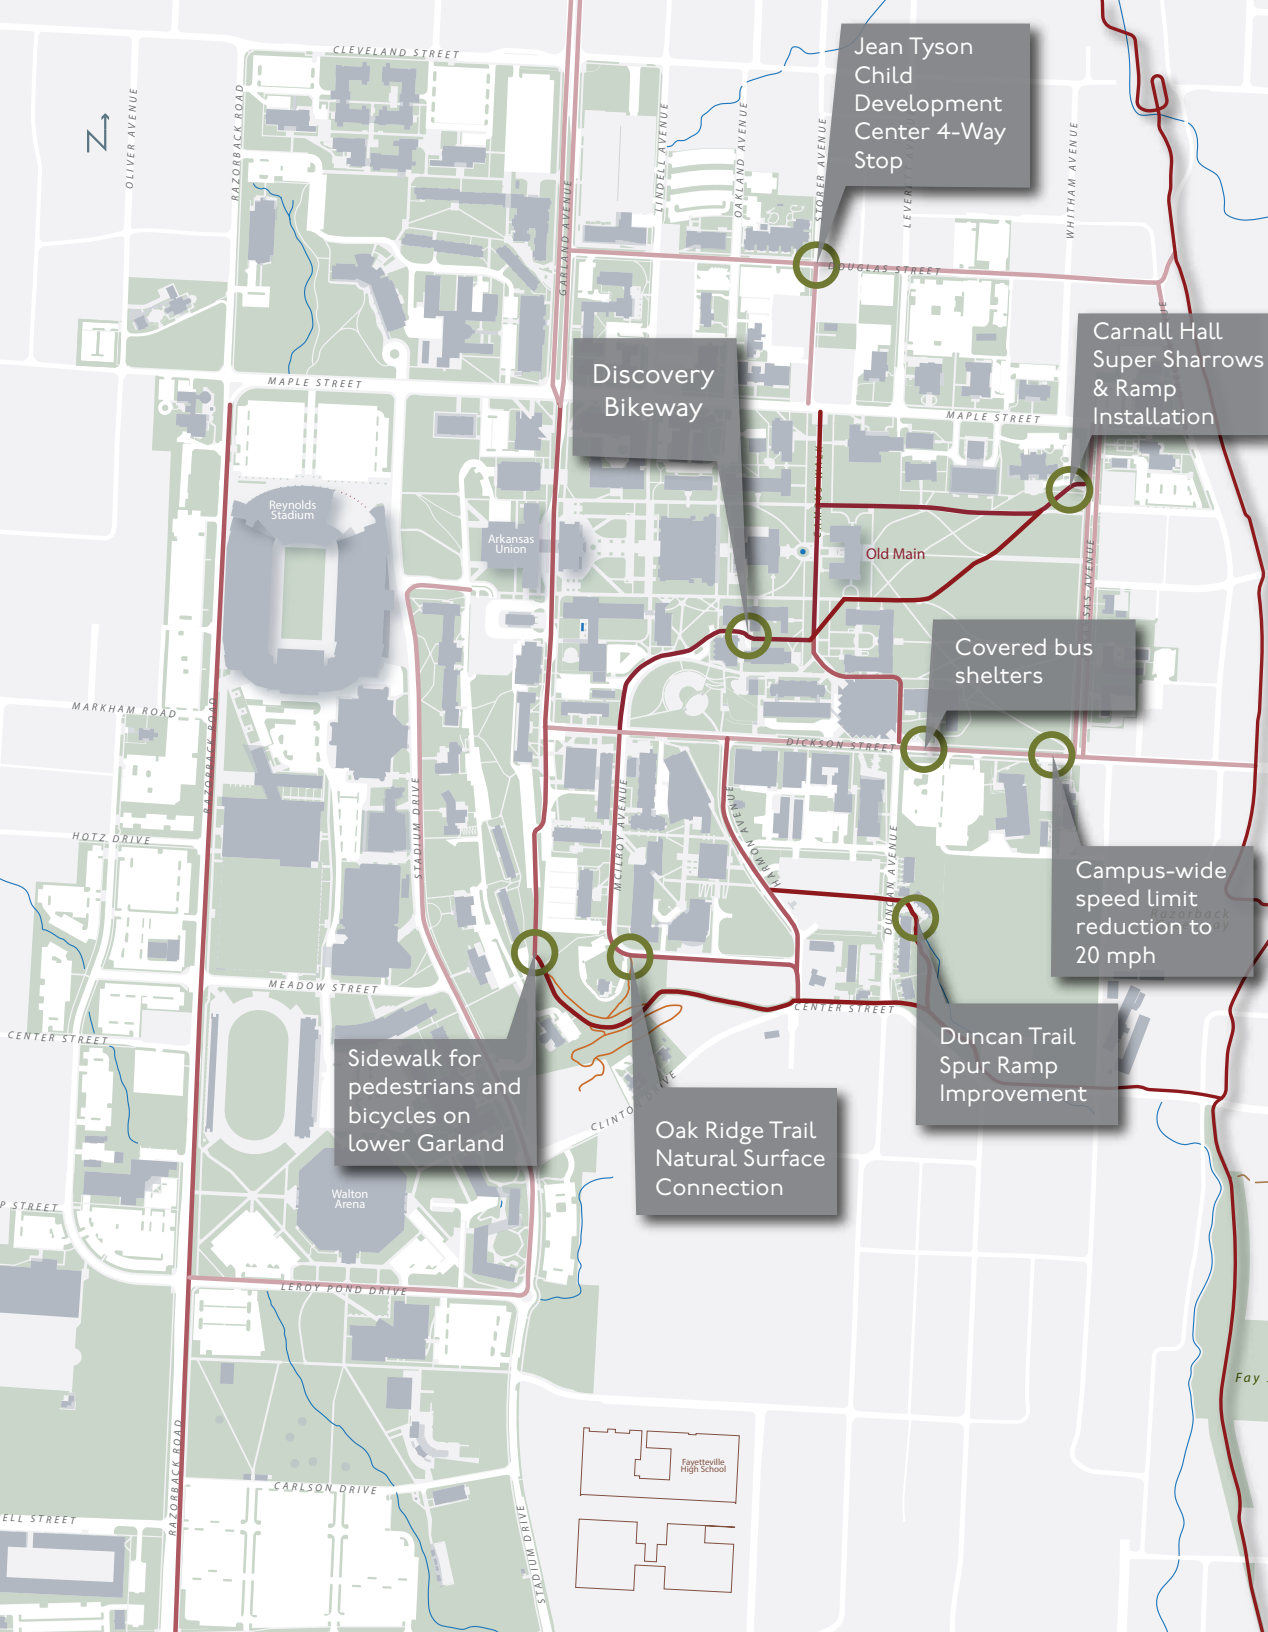 CLEVELAND STREET
Jean Tyson
Child
Development
Center 4-Way
Stop
N
OLIVER AVENUE
RAZORBACK ROAD
LINDELL AVENUE
OAKLAND AVENUE
STORER AVENUE
WHITHAM AVENUE
GARLAND AVENUE
DOUGLAS STREET
Carnall Hall
Super Sharrows
& Ramp
Installation
Discovery
Bikeway
MAPLE STREET
MAPLE STREET
Reynolds
Stadium
Arkansas
Union
Old Main
Covered bus
shelters
MARKHAM ROAD
RAZORBACK ROAD
DICKSON STREET
STADIUM DRIVE
MCILROY AVENUE
HARMON AVENUE
DUNCAN AVENUE
HOTZ DRIVE
Campus-wide
speed limit
reduction to
20 mph
Razorback
MEADOW STREET
CENTER STREET
CENTER STREET
Sidewalk for
pedestrians and
bicycles on
lower Garland
Duncan Trail
Spur Ramp
Improvement
Oak Ridge Trail
Natural Surface
Connection
Walton
Arena
P STREET
LEROY POND DRIVE
Fay
RAZORBACK ROAD
Fayetteville
High School
CARLSON DRIVE
ELL STREET
STADIUM DRIVE